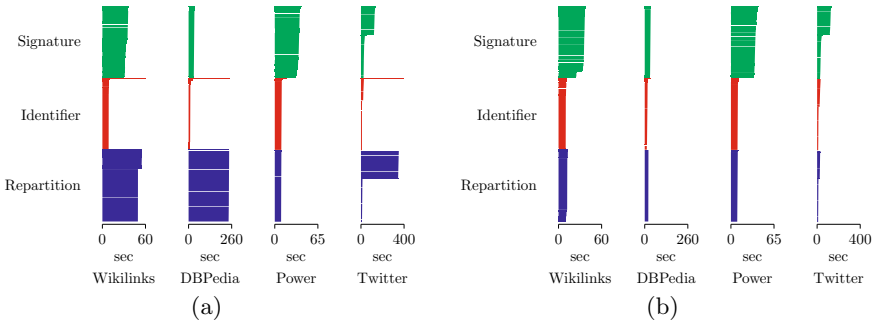 Signature
Identifier
Repartition
0 60
sec
Wikilinks
0 260
sec
DBPedia
0 65
sec
Power
0 400
sec
Twitter
(a)
Signature
Identifier
Repartition
0 60
sec
Wikilinks
0 260
sec
DBPedia
0 65
sec
Power
0 400
sec
Twitter
(b)